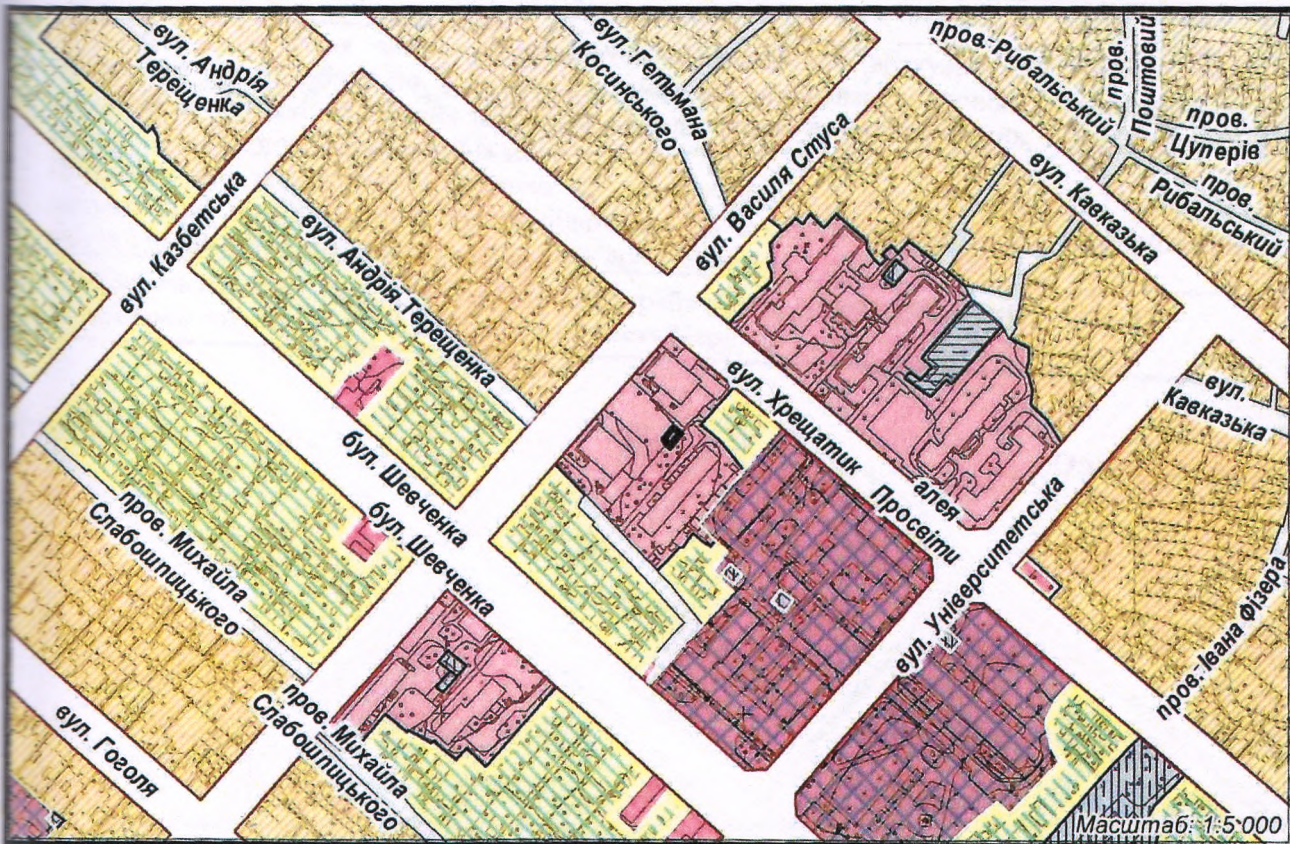 вул. Андрія
Терещенка
вул. Гетьмана
Косинського
пров. Рибальський
пров.
Поштовий
пров.
Цуперів
пров.
Рибальський
вул. Кавказька
вул. Василя Стуса
вул. Казбетська
вул. Андрія Терещенка
вул. Хрещатик
вул.
Кавказька
бул. Шевченка
бул. Шевченка
алея
Просвіти
вул. Університетська
пров. Михайла
Слабошпицького
пров. Івана Фізера
пров. Михайла
Слабошпицького
вул. Гоголя
Масштаб: 1:5 000